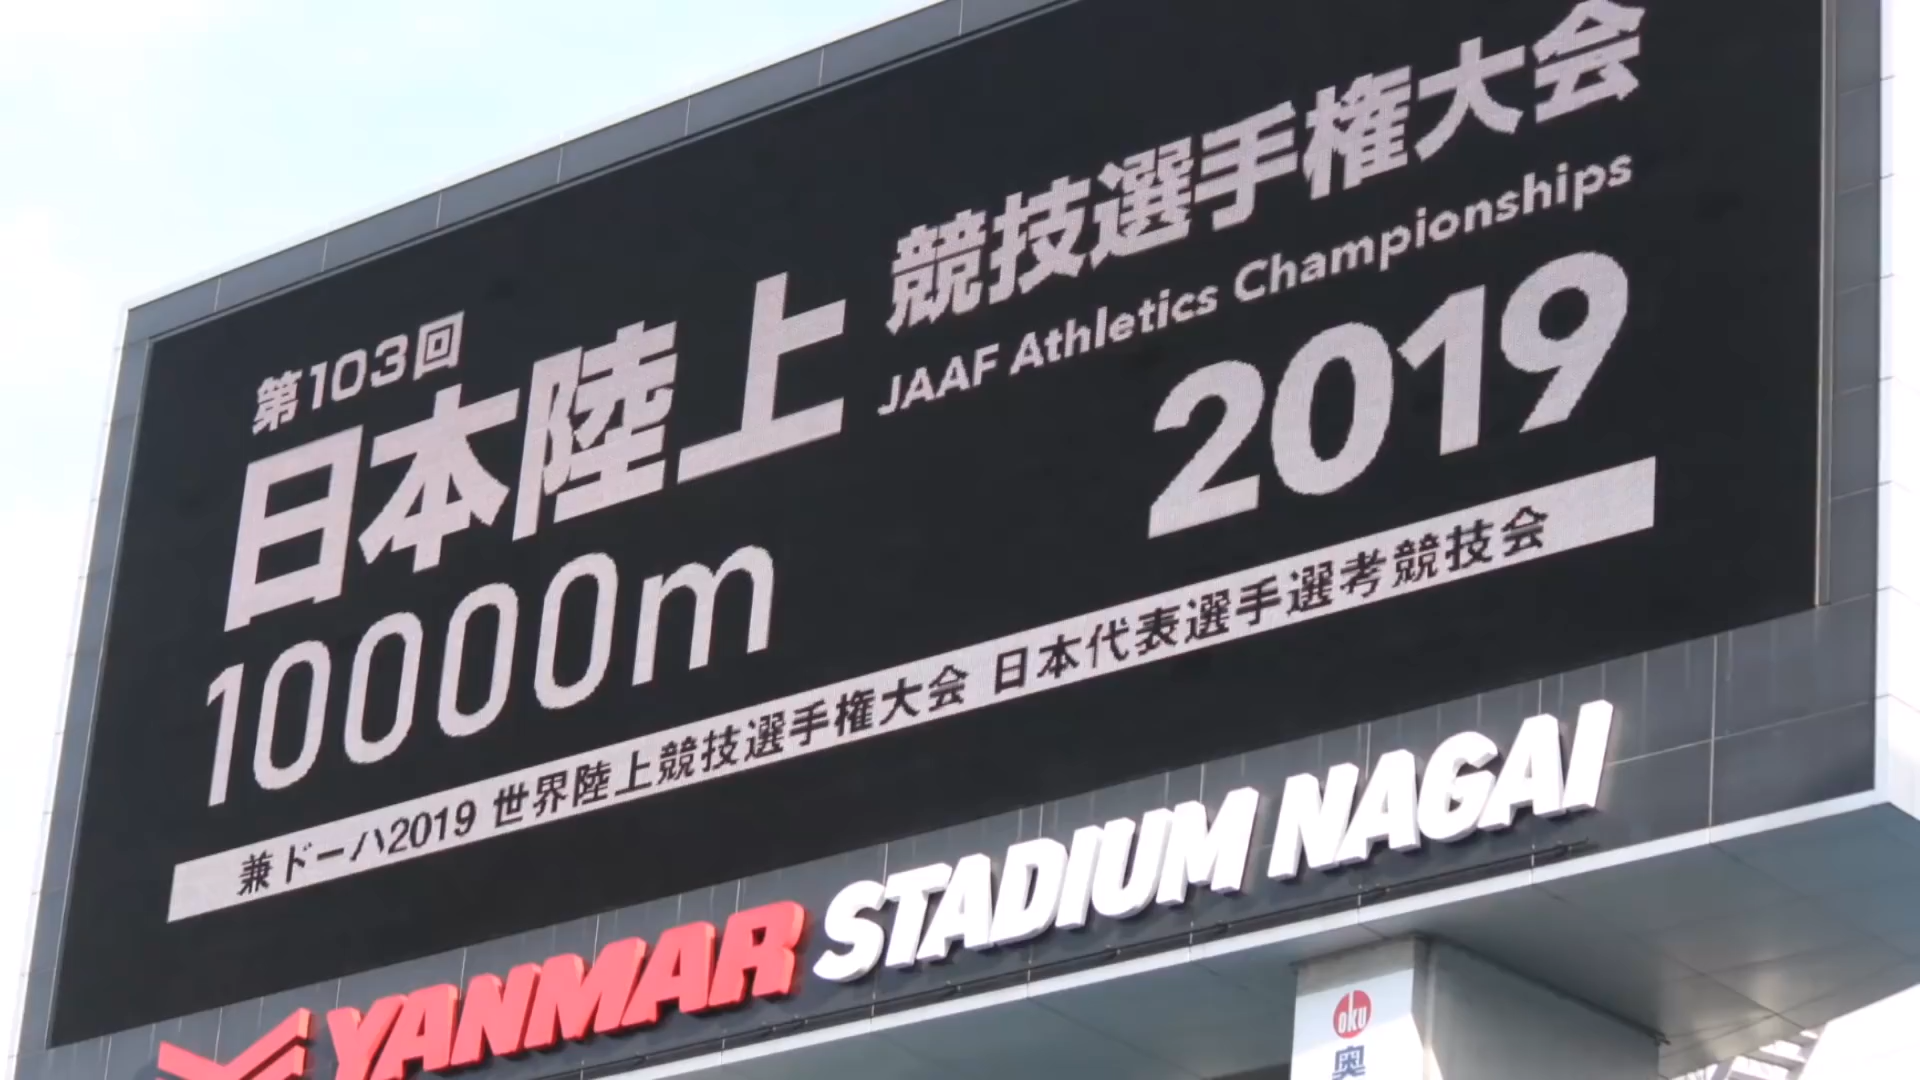 第103回
日本陸上
競技選手権大会
JAAF Athletics Championships
2019
10000m
兼ドーハ2019 世界陸上競技選手権大会 日本代表選手選考競技会
YANMAR STADIUM NAGAI
oku
奥